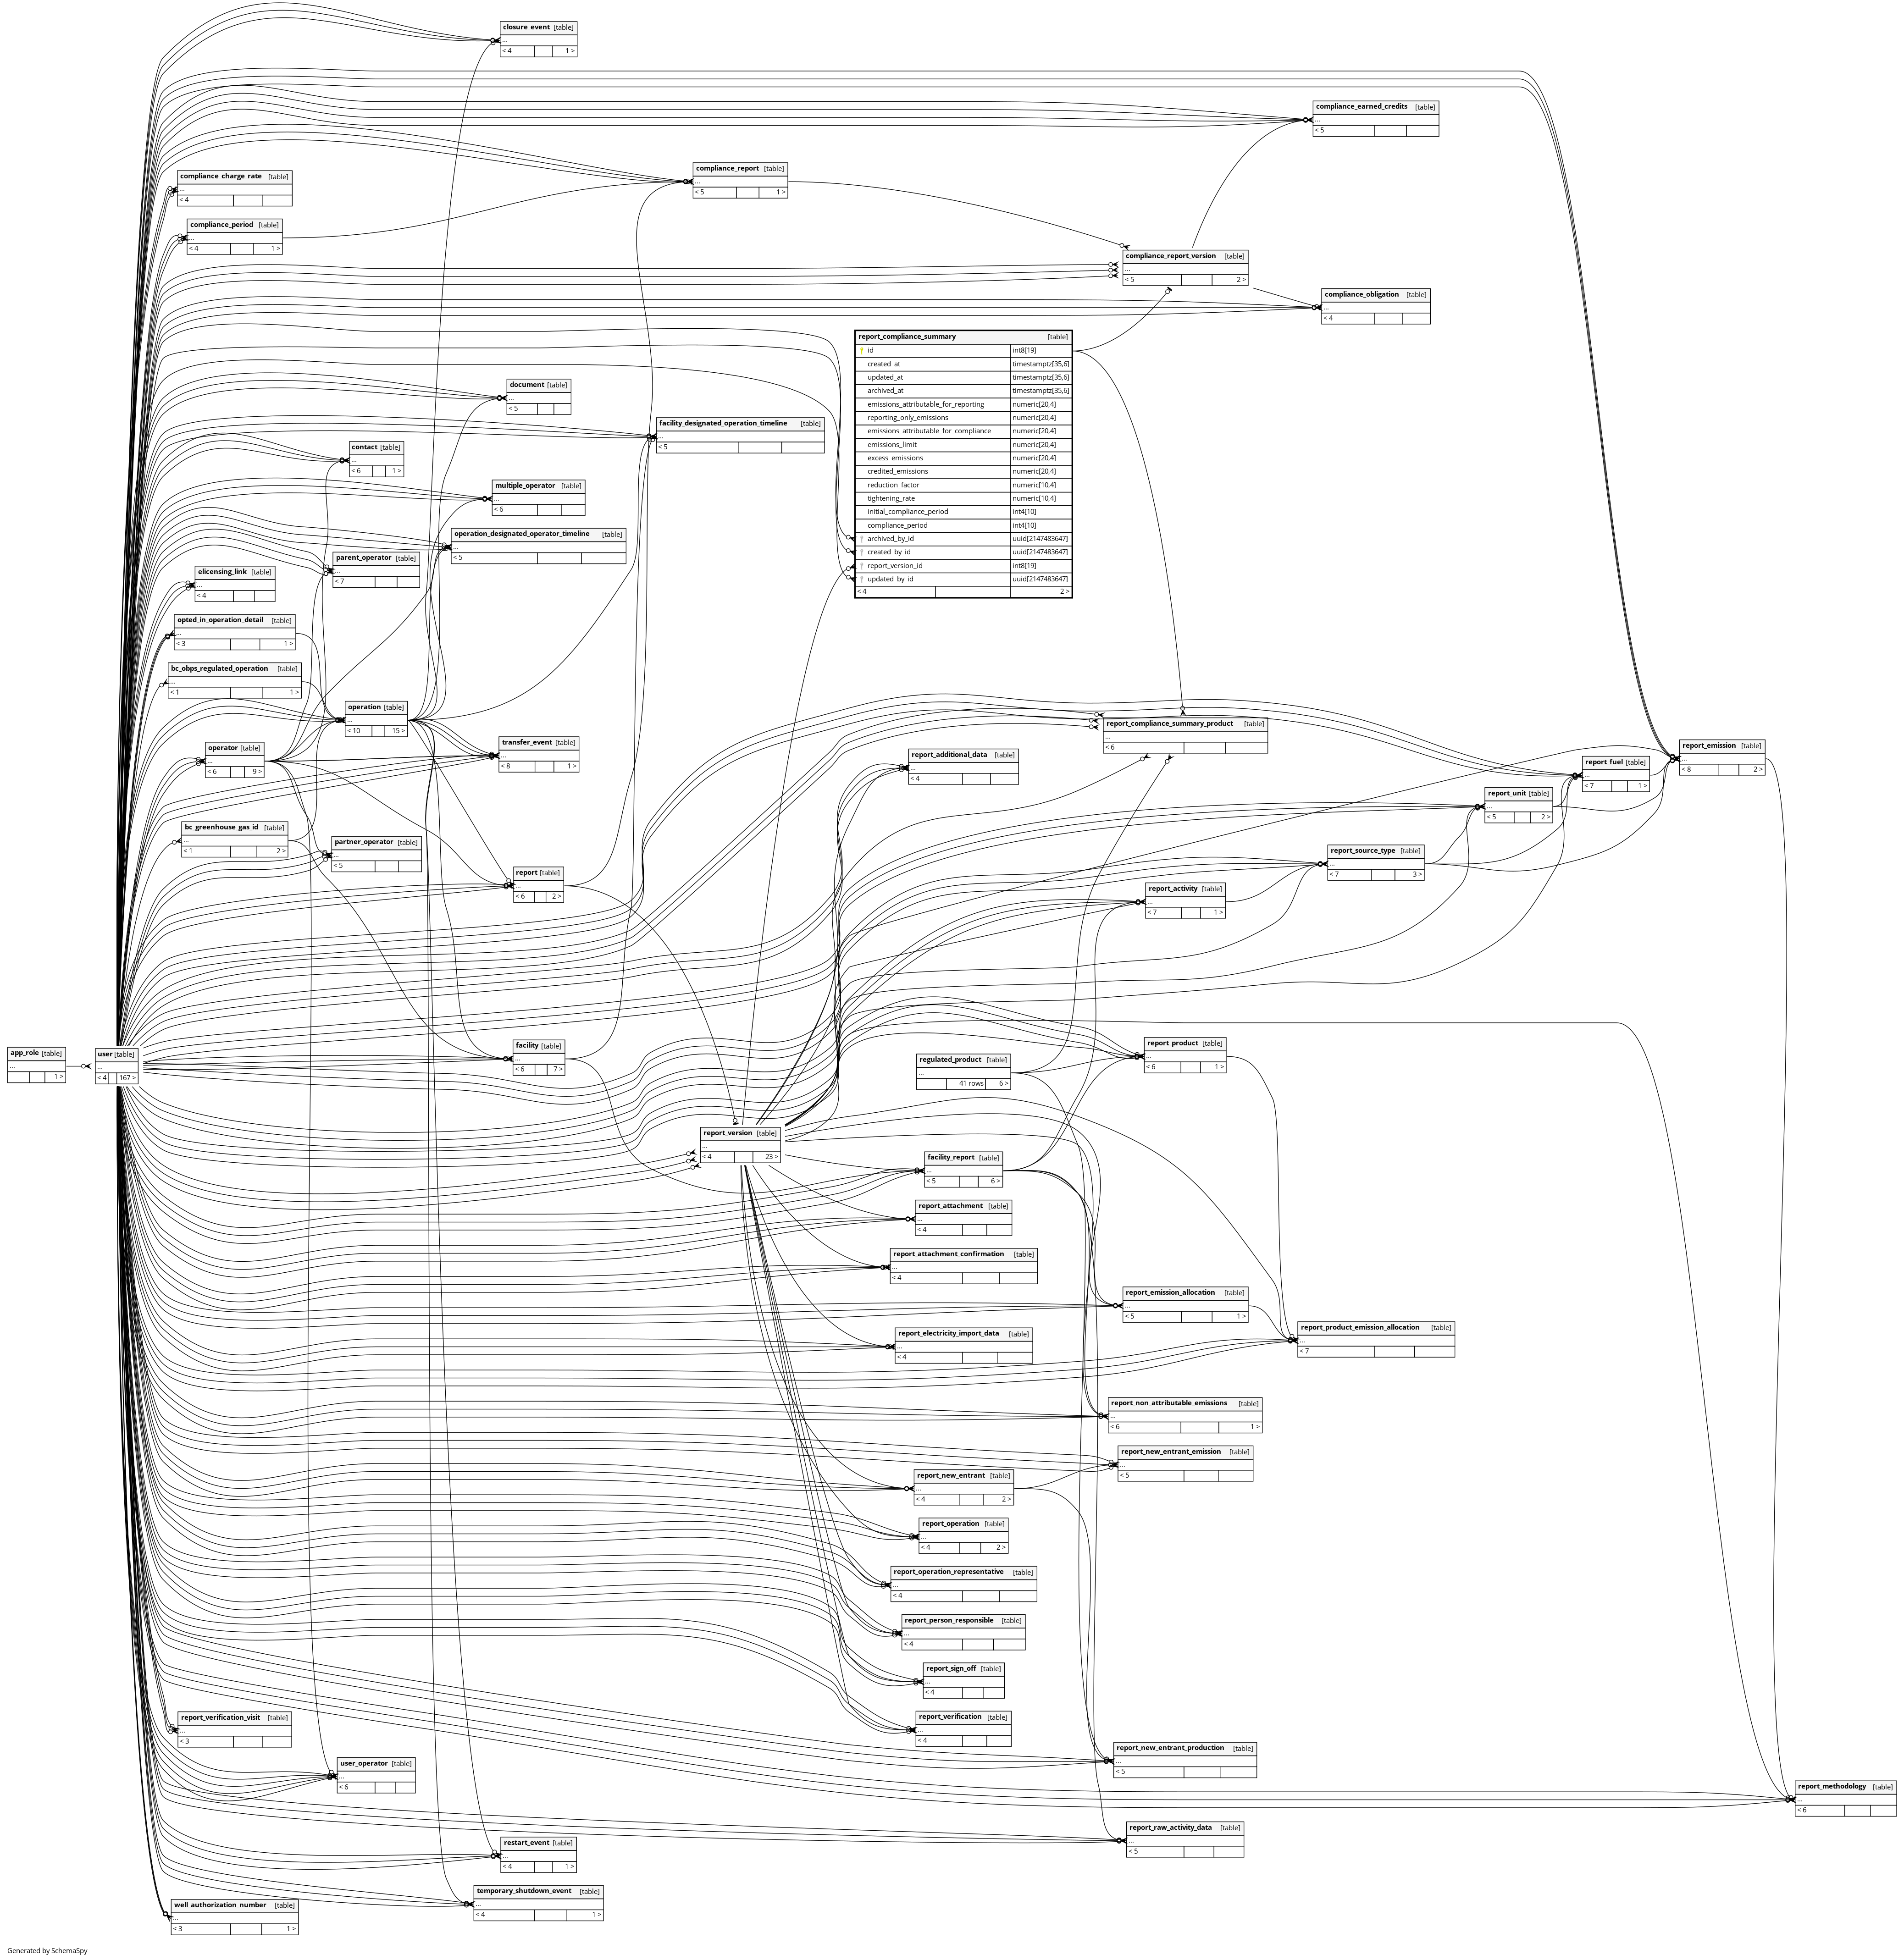 closure_event [table]
...
< 4 1 >
compliance_earned_credits [table]
...
< 5
compliance_report [table]
...
< 5 1 >
compliance_charge_rate [table]
...
< 4
compliance_period [table]
...
< 4 1 >
compliance_report_version [table]
...
< 5 2 >
compliance_obligation [table]
...
< 4
report_compliance_summary [table]
id int8[19]
created_at timestamptz[35,6]
updated_at timestamptz[35,6]
archived_at timestamptz[35,6]
emissions_attributable_for_reporting numeric[20,4]
reporting_only_emissions numeric[20,4]
emissions_attributable_for_compliance numeric[20,4]
emissions_limit numeric[20,4]
excess_emissions numeric[20,4]
credited_emissions numeric[20,4]
reduction_factor numeric[10,4]
tightening_rate numeric[10,4]
initial_compliance_period int4[10]
compliance_period int4[10]
archived_by_id uuid[2147483647]
created_by_id uuid[2147483647]
report_version_id int8[19]
updated_by_id uuid[2147483647]
< 4 2 >
document [table]
...
< 5
facility_designated_operation_timeline [table]
...
< 5
contact [table]
...
< 6 1 >
multiple_operator [table]
...
< 6
operation_designated_operator_timeline [table]
...
< 5
parent_operator [table]
...
< 7
elicensing_link [table]
...
< 4
opted_in_operation_detail [table]
...
< 3 1 >
bc_obps_regulated_operation [table]
...
< 1 1 >
operation [table]
...
< 10 15 >
operator [table]
...
< 6 9 >
transfer_event [table]
...
< 8 1 >
report_compliance_summary_product [table]
...
< 6
report_additional_data [table]
...
< 4
report_emission [table]
...
< 8 2 >
report_fuel [table]
...
< 7 1 >
report_unit [table]
...
< 5 2 >
bc_greenhouse_gas_id [table]
...
< 1 2 >
partner_operator [table]
...
< 5
report_source_type [table]
...
< 7 3 >
report [table]
...
< 6 2 >
report_activity [table]
...
< 7 1 >
app_role [table]
...
1 >
user [table]
...
< 4 167 >
facility [table]
...
< 6 7 >
regulated_product [table]
...
41 rows 6 >
report_product [table]
...
< 6 1 >
report_version [table]
...
< 4 23 >
facility_report [table]
...
< 5 6 >
report_attachment [table]
...
< 4
report_attachment_confirmation [table]
...
< 4
report_emission_allocation [table]
...
< 5 1 >
report_electricity_import_data [table]
...
< 4
report_product_emission_allocation [table]
...
< 7
report_non_attributable_emissions [table]
...
< 6 1 >
report_new_entrant_emission [table]
...
< 5
report_new_entrant [table]
...
< 4 2 >
report_operation [table]
...
< 4 2 >
report_operation_representative [table]
...
< 4
report_person_responsible [table]
...
< 4
report_sign_off [table]
...
< 4
report_verification_visit [table]
...
< 3
report_verification [table]
...
< 4
report_new_entrant_production [table]
...
< 5
user_operator [table]
...
< 6
report_methodology [table]
...
< 6
report_raw_activity_data [table]
...
< 5
restart_event [table]
...
< 4 1 >
temporary_shutdown_event [table]
...
< 4 1 >
well_authorization_number [table]
...
< 3 1 >
Generated by SchemaSpy